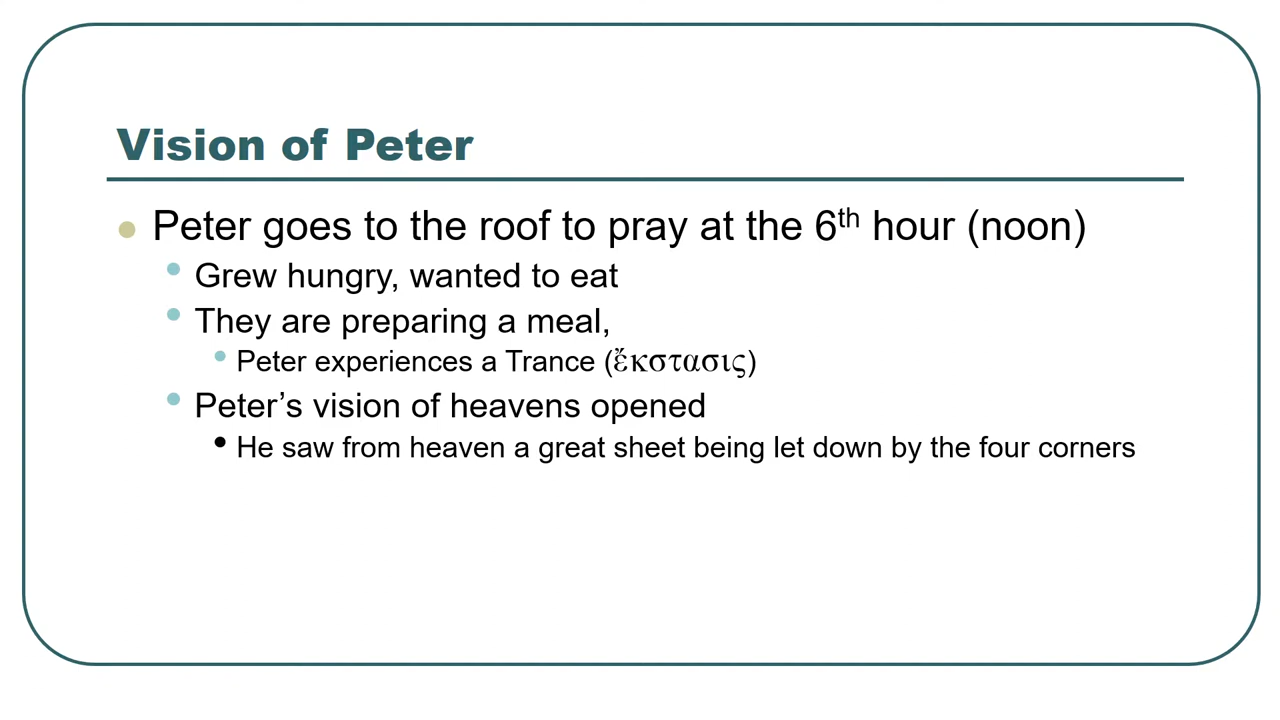 Vision of Peter
Peter goes to the roof to pray at the 6th hour (noon)
Grew hungry, wanted to eat
They are preparing a meal,
Peter experiences a Trance (ἔκστασις)
Peter’s vision of heavens opened
He saw from heaven a great sheet being let down by the four corners